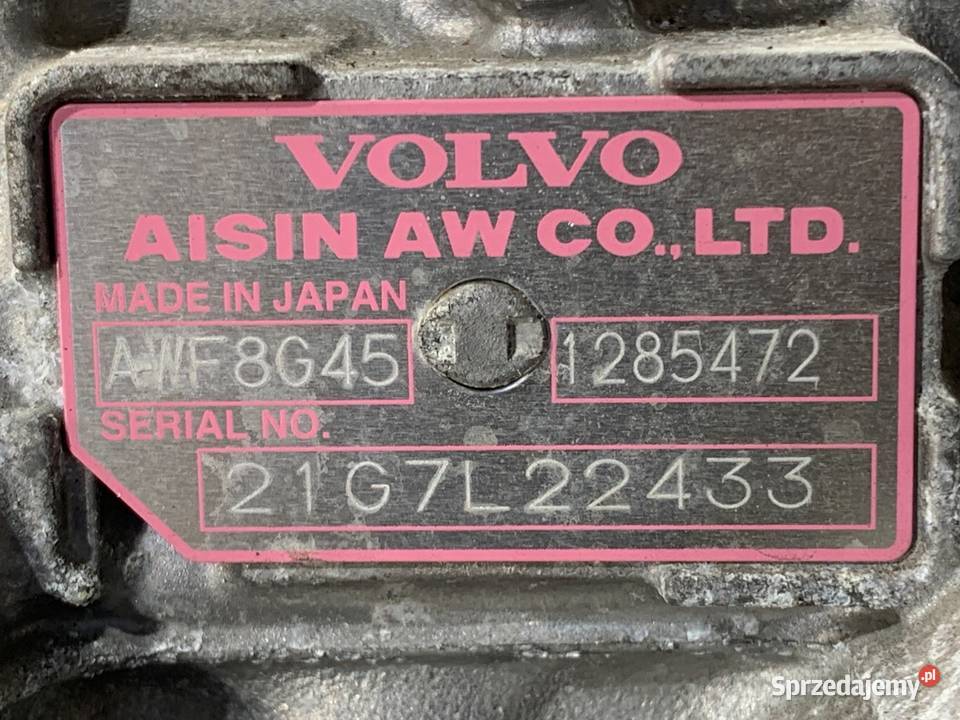 VOLVO
AISIN AW CO., LTD.
MADE IN JAPAN
AWF8G45 1285472
SERIAL NO.
21G7L22433
Sprzedajemy.pl